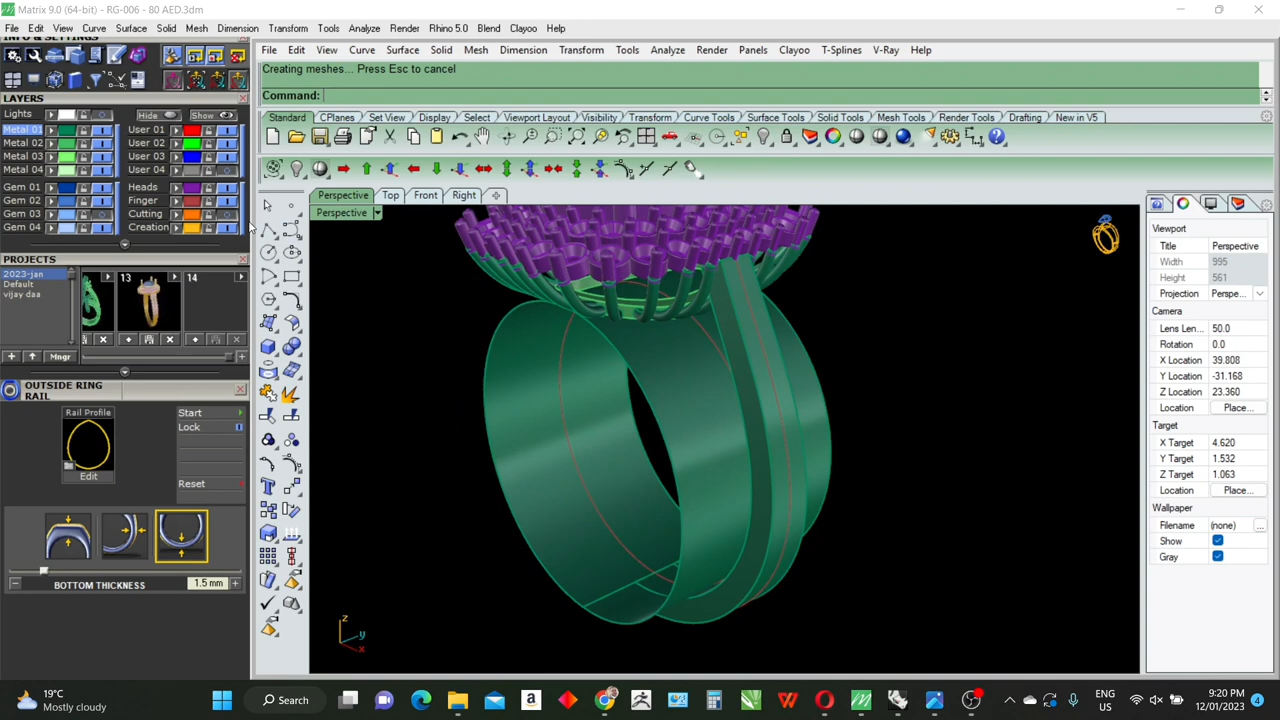 Matrix 9.0 (64-bit) - RG-006 - 80 AED.3dm
File Edit View Curve Surface Solid Mesh Dimension Transform Tools Analyze Render Rhino 5.0 Blend Clayoo Help
INFO & SETTINGS
File Edit View Curve Surface Solid Mesh Dimension Transform Tools Analyze Render Panels Clayoo T-Splines V-Ray Help
Creating meshes... Press Esc to cancel
Command:
Standard CPlanes Set View Display Select Viewport Layout Visibility Transform Curve Tools Surface Tools Solid Tools Mesh Tools Render Tools Drafting New in V5
LAYERS
Lights Hide Show
Metal 01 User 01
Metal 02 User 02
Metal 03 User 03
Metal 04 User 04
Gem 01 Heads
Gem 02 Finger
Gem 03 Cutting
Gem 04 Creation
PROJECTS
2023-jan
Default
vijay daa
13 14
Mngr
OUTSIDE RING
RAIL
Rail Profile
Edit
Start
Lock
Reset
BOTTOM THICKNESS 1.5 mm
Perspective Top Front Right
Perspective
z
y
x
Viewport
Title Perspective
Width 995
Height 561
Projection Perspe...
Camera
Lens Len... 50.0
Rotation 0.0
X Location 39.808
Y Location -31.168
Z Location 23.360
Location Place...
Target
X Target 4.620
Y Target 1.532
Z Target 1.063
Location Place...
Wallpaper
Filename (none) ...
Show
Gray
19°C
Mostly cloudy
Search
ENG
US
9:20 PM
12/01/2023
4